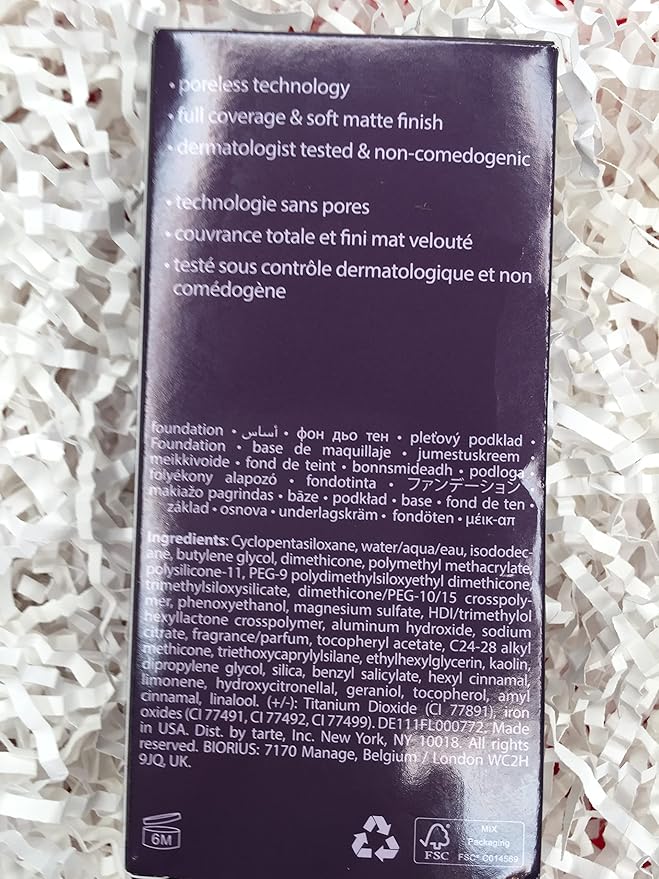 • poreless technology
• full coverage & soft matte finish
• dermatologist tested & non-comedogenic
• technologie sans pores
• couvrance totale et fini mat velouté
• testé sous contrôle dermatologique et non
comédogène
foundation • أساس • фон дьо тен • pleťový podklad •
Foundation • base de maquillaje • jumestuskreem •
meikkivoide • fond de teint • bonnsmideadh • podloga •
folyékony alapozó • fondotinta • ファンデーション •
makiažo pagrindas • bāze • podkład • base • fond de ten •
základ • osnova • underlagskräm • fondöten • μέικ-απ
Ingredients: Cyclopentasiloxane, water/aqua/eau, isododec-
ane, butylene glycol, dimethicone, polymethyl methacrylate,
polysilicone-11, PEG-9 polydimethylsiloxyethyl dimethicone,
trimethylsiloxysilicate, dimethicone/PEG-10/15 crosspoly-
mer, phenoxyethanol, magnesium sulfate, HDI/trimethylol
hexyllactone crosspolymer, aluminum hydroxide, sodium
citrate, fragrance/parfum, tocopheryl acetate, C24-28 alkyl
methicone, triethoxycaprylylsilane, ethylhexylglycerin, kaolin,
dipropylene glycol, silica, benzyl salicylate, hexyl cinnamal,
limonene, hydroxycitronellal, geraniol, tocopherol, amyl
cinnamal, linalool. (+/-): Titanium Dioxide (CI 77891), iron
oxides (CI 77491, CI 77492, CI 77499). DE111FL000772. Made
in USA. Dist. by tarte, Inc. New York, NY 10018. All rights
reserved. BIORIUS: 7170 Manage, Belgium / London WC2H
9JQ, UK.
6M
FSC
MIX
Packaging
FSC® C014569